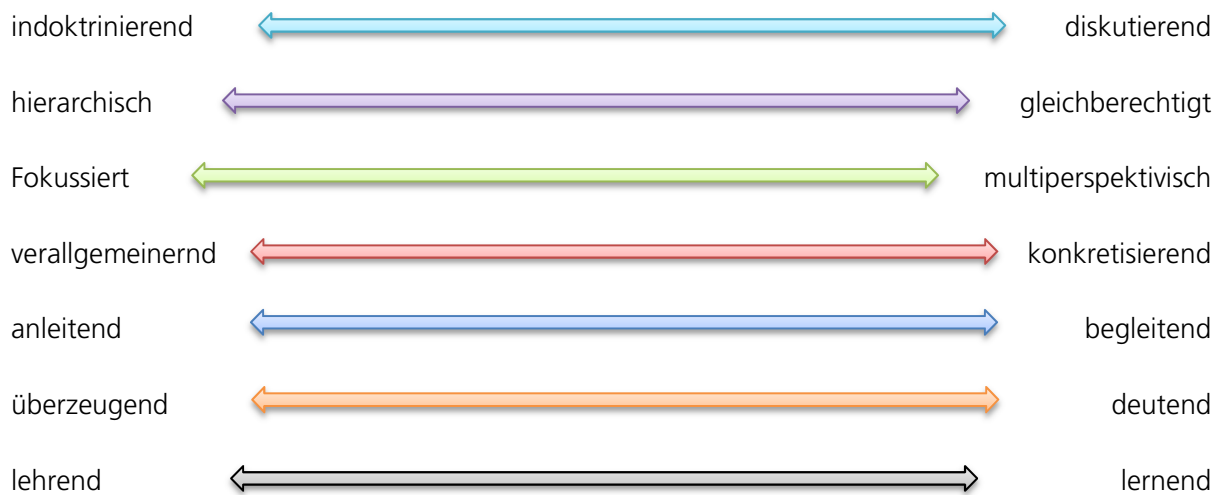 indoktrinierend diskutierend
hierarchisch gleichberechtigt
Fokussiert multiperspektivisch
verallgemeinernd konkretisierend
anleitend begleitend
überzeugend deutend
lehrend lernend